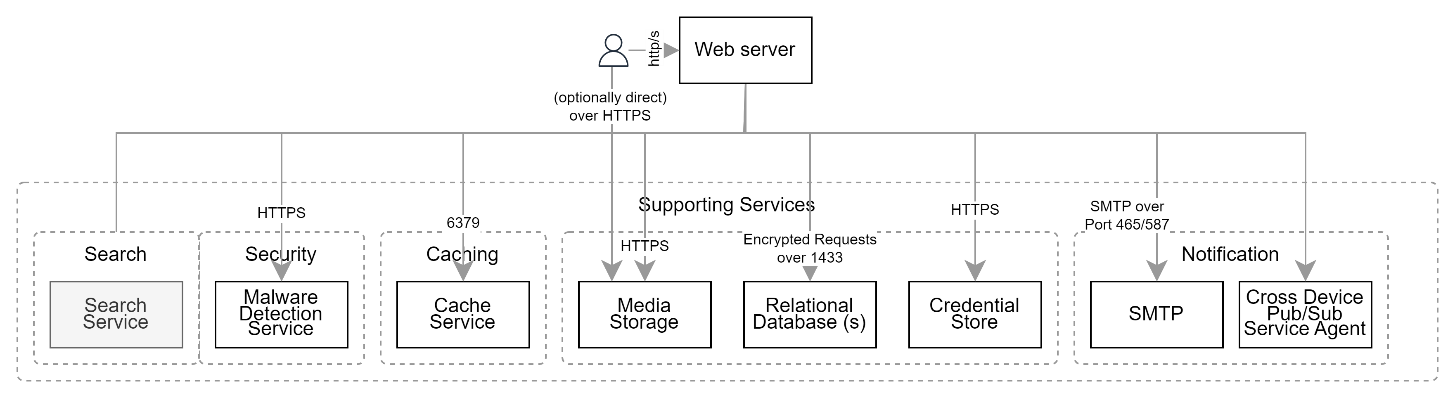 http/s
Web server
(optionally direct)
over HTTPS
Supporting Services
HTTPS
6379
HTTPS
Encrypted Requests
over 1433
HTTPS
SMTP over
Port 465/587
Search
Security
Caching
Notification
Search
Service
Malware
Detection
Service
Cache
Service
Media
Storage
Relational
Database (s)
Credential
Store
SMTP
Cross Device
Pub/Sub
Service Agent